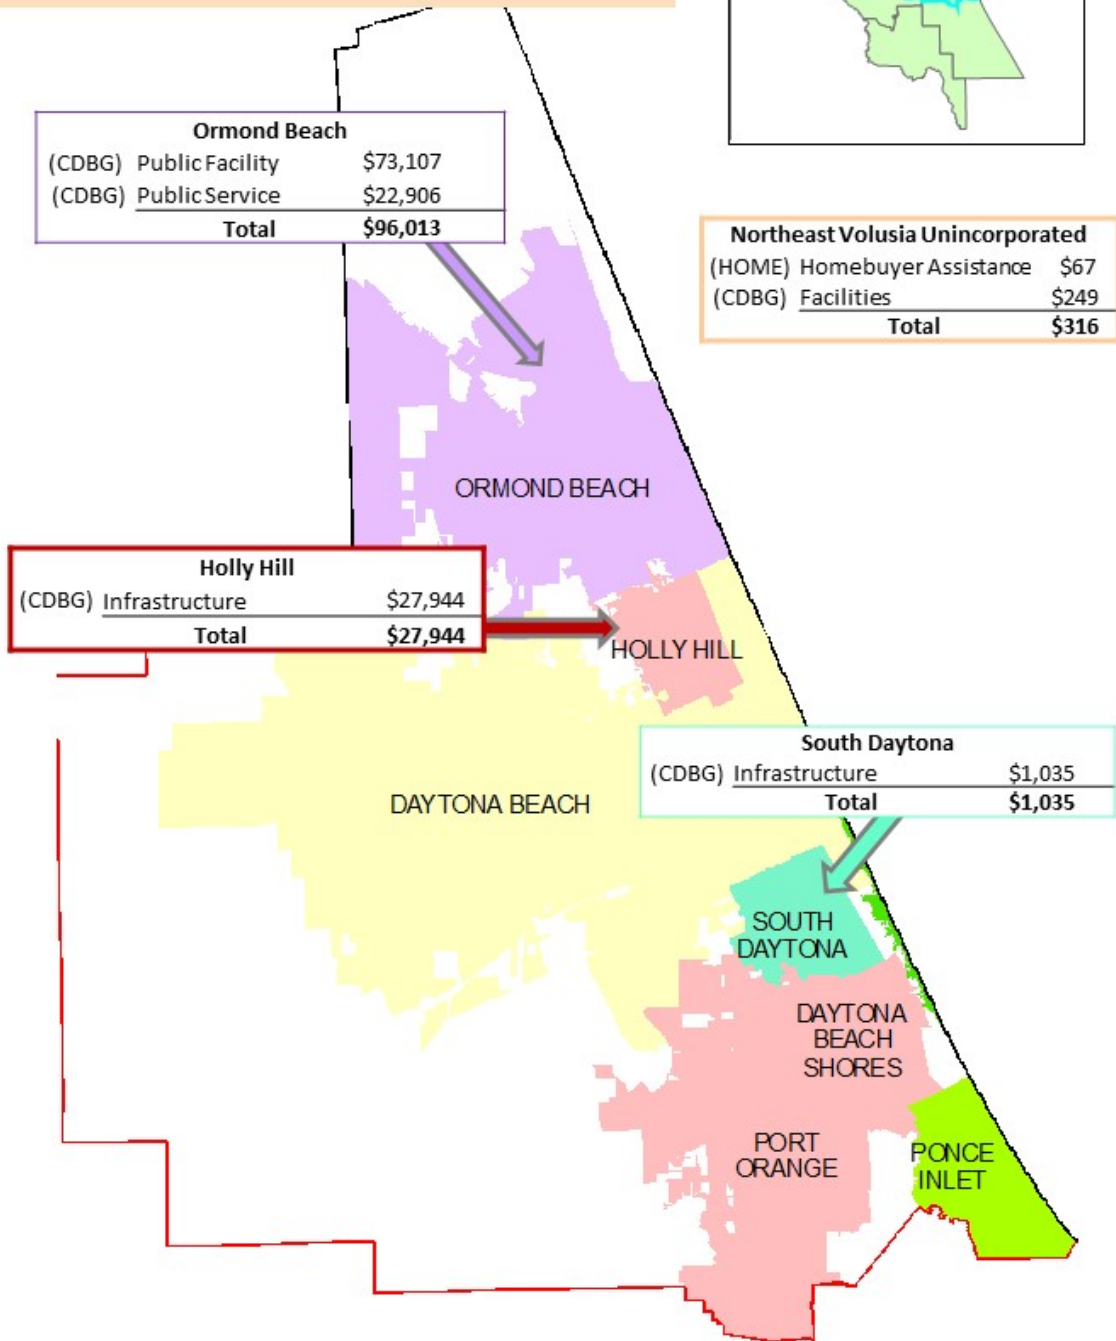 Ormond Beach
(CDBG) Public Facility $73,107
(CDBG) Public Service $22,906
Total $96,013
Northeast Volusia Unincorporated
(HOME) Homebuyer Assistance $67
(CDBG) Facilities $249
Total $316
ORMOND BEACH
Holly Hill
(CDBG) Infrastructure $27,944
Total $27,944
HOLLY HILL
South Daytona
(CDBG) Infrastructure $1,035
Total $1,035
DAYTONA BEACH
SOUTH
DAYTONA
DAYTONA
BEACH
SHORES
PORT
ORANGE
PONCE
INLET